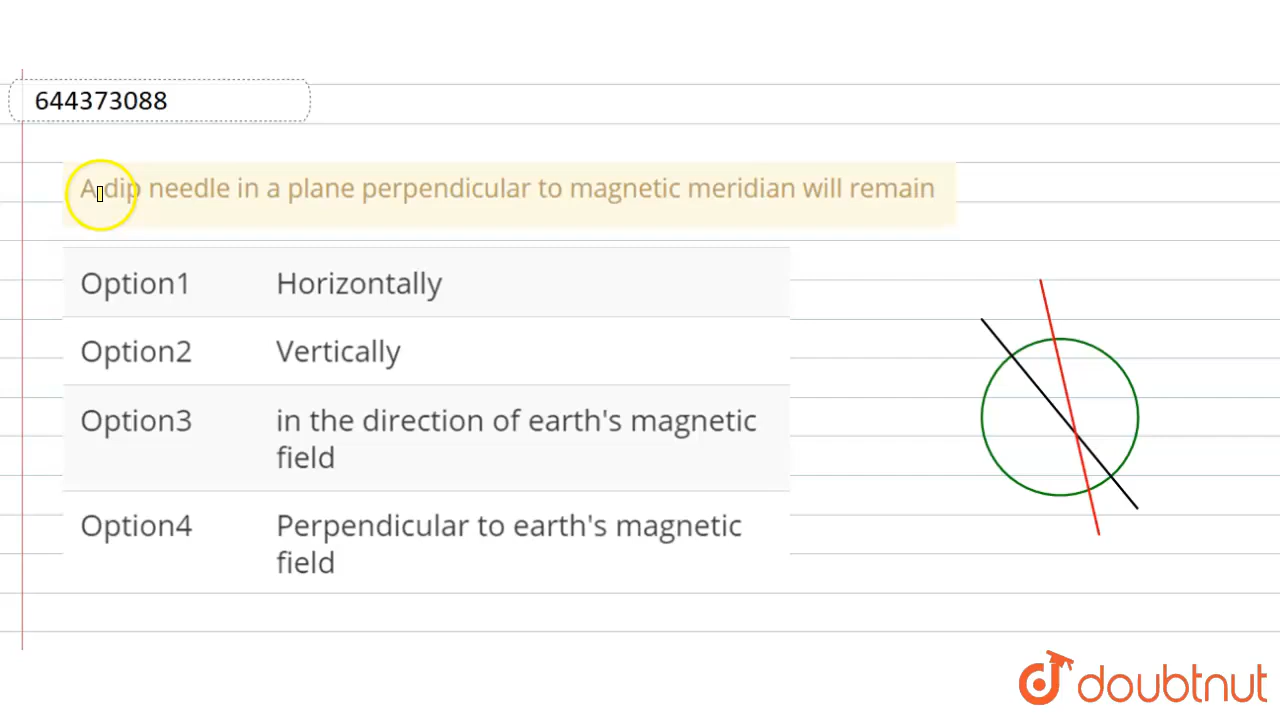 644373088
A dip needle in a plane perpendicular to magnetic meridian will remain
Option1 Horizontally
Option2 Vertically
Option3 in the direction of earth's magnetic
field
Option4 Perpendicular to earth's magnetic
field
doubtnut